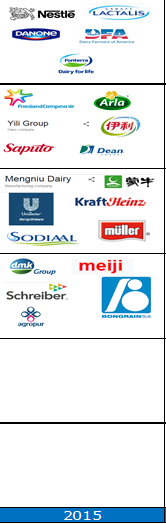 Nestle
GROUPE
LACTALIS
DANONE
DFA
Dairy Farmers of America
Fonterra
Dairy for life
FrieslandCampina
Arla
Yili Group
Dairy company
伊利
Saputo
Dean
Mengniu Dairy
Manufacturing company
蒙牛
Unilever
KraftHeinz
SODIAAL
müller
dmk Group
meiji
Schreiber
agropur
BONGRAIN SA
2015